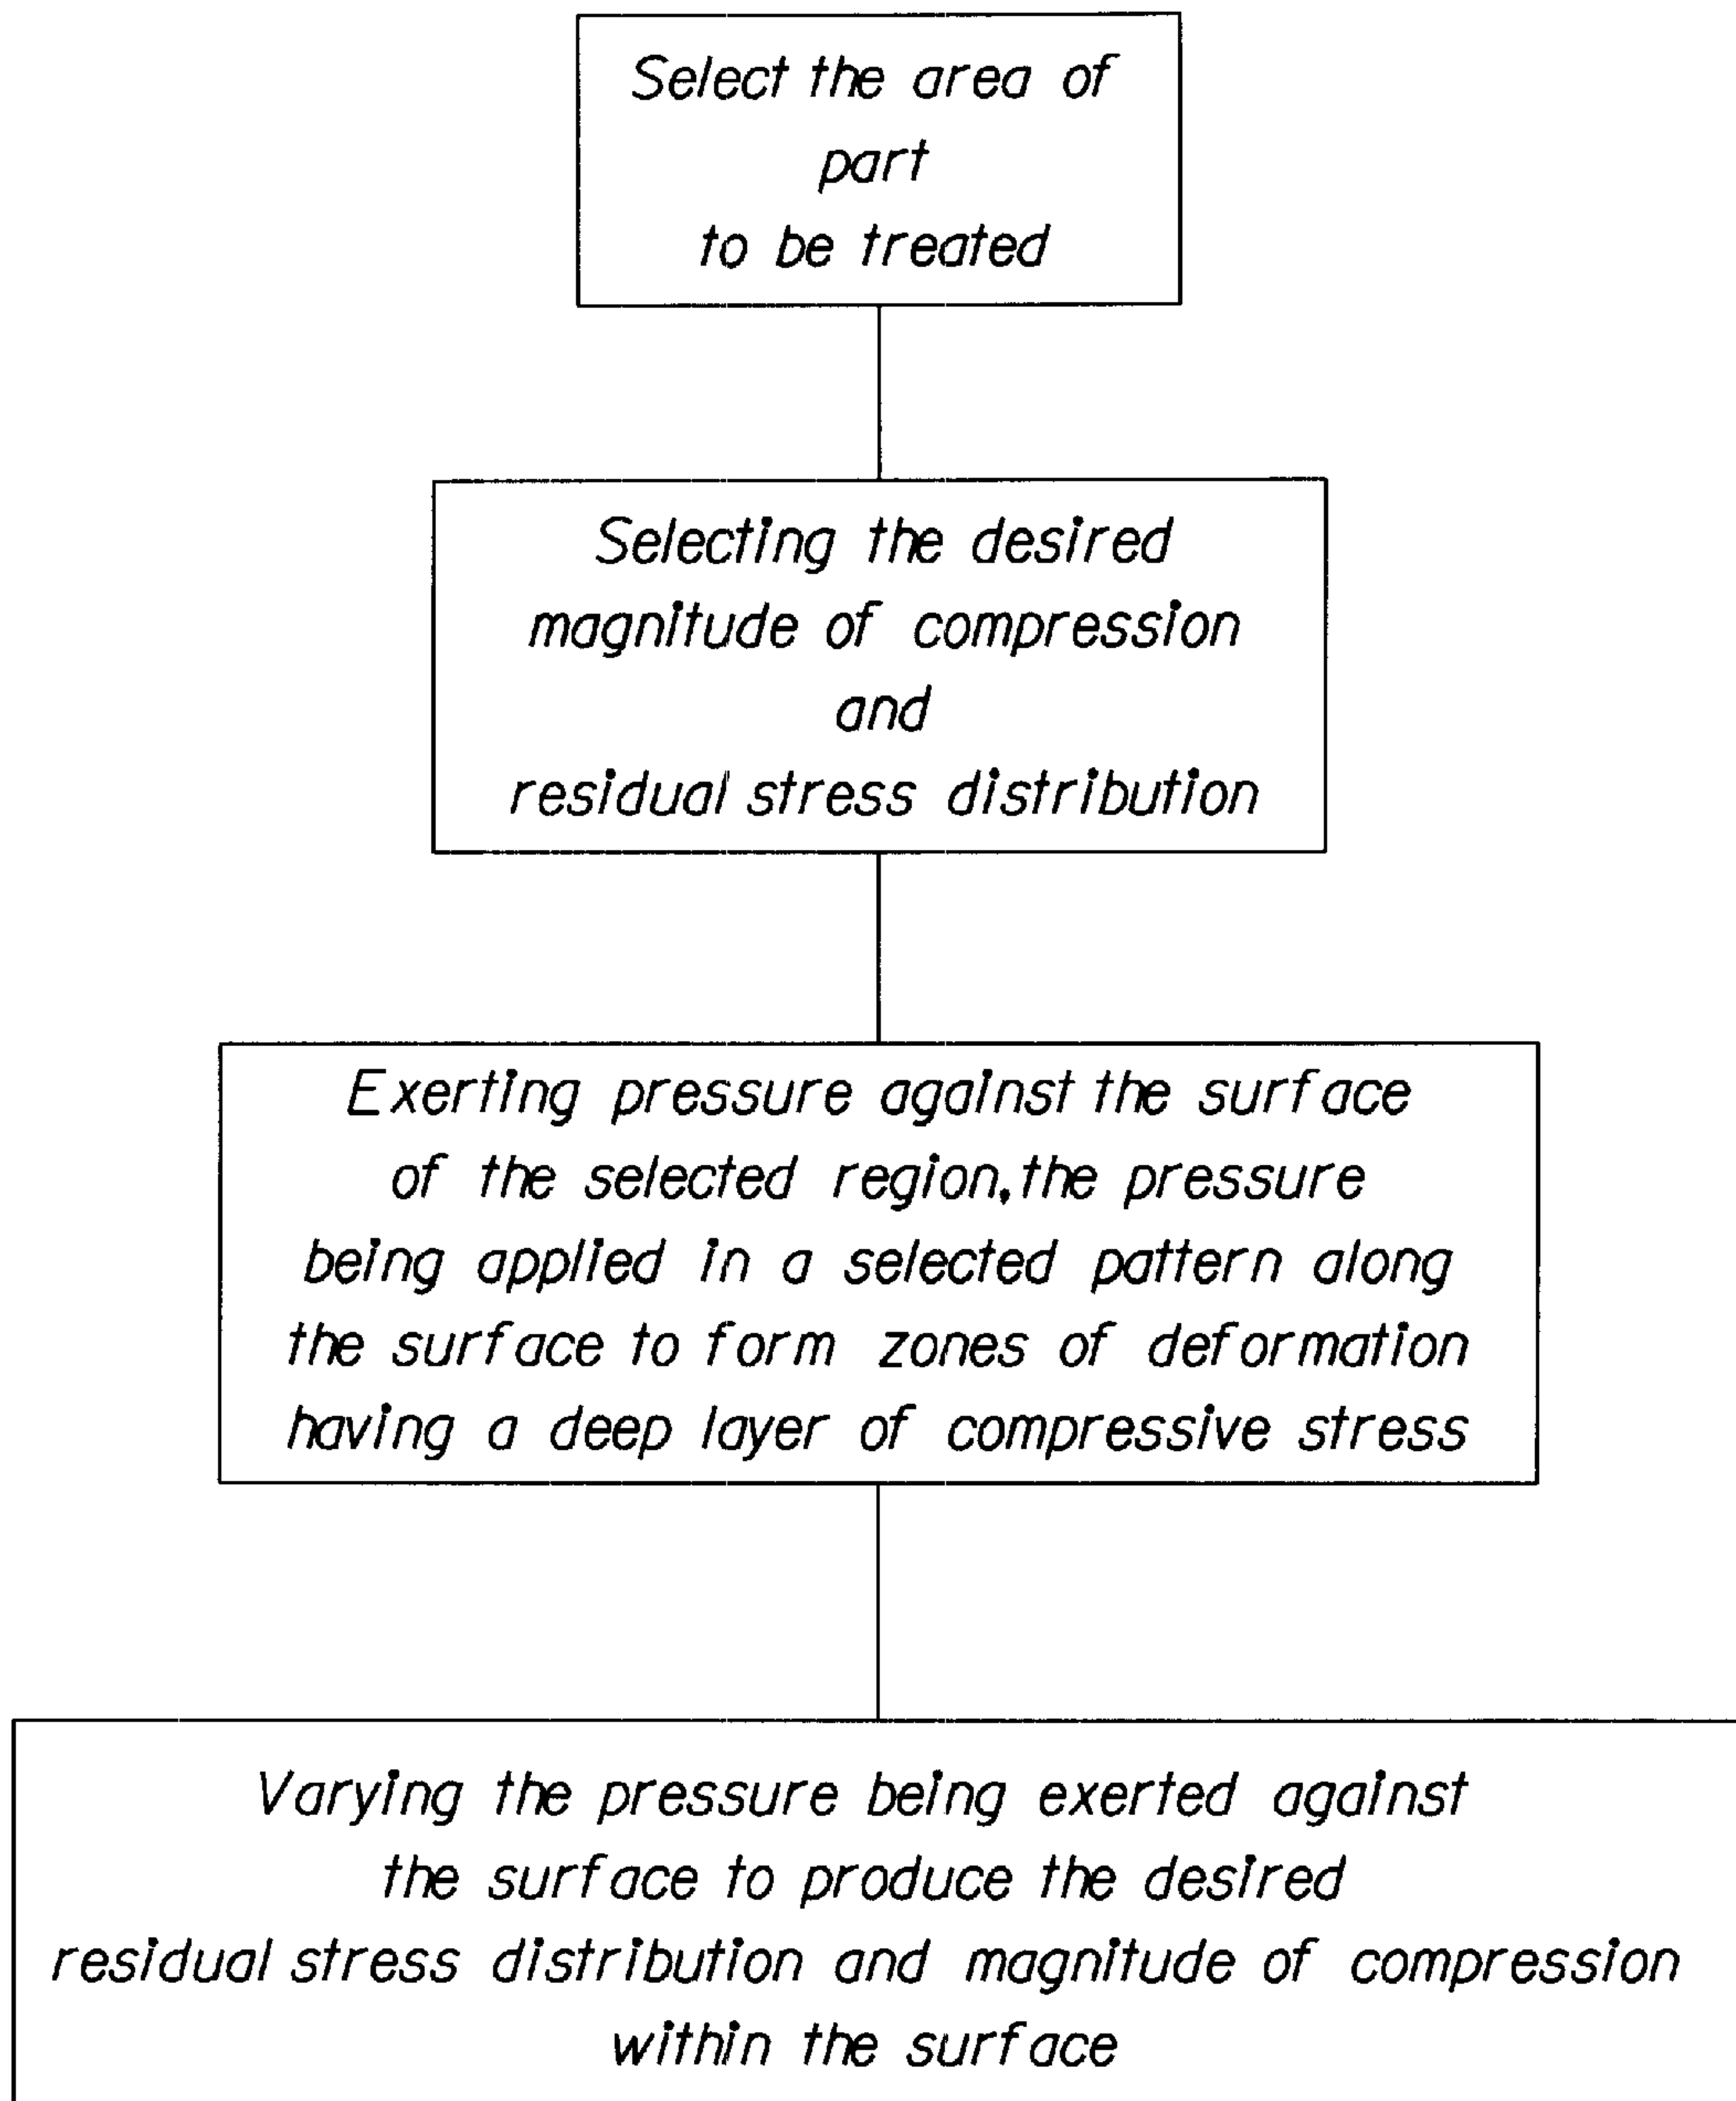 Select the area of
part
to be treated
Selecting the desired
magnitude of compression
and
residual stress distribution
Exerting pressure against the surface
of the selected region, the pressure
being applied in a selected pattern along
the surface to form zones of deformation
having a deep layer of compressive stress
Varying the pressure being exerted against
the surface to produce the desired
residual stress distribution and magnitude of compression
within the surface